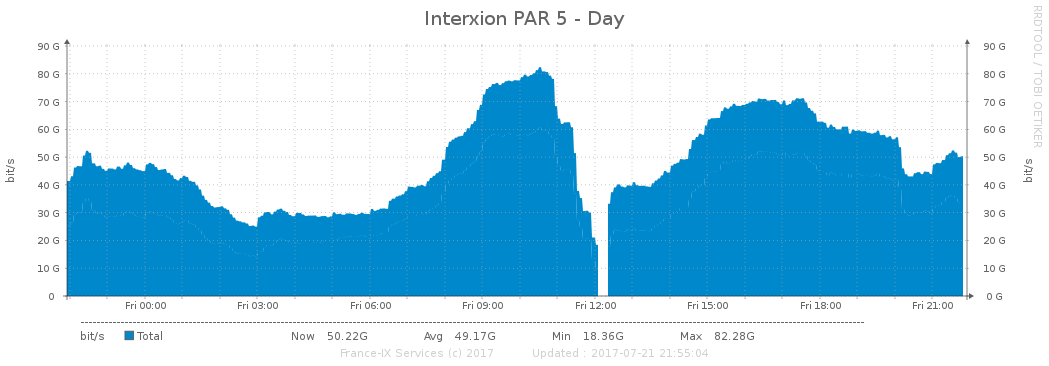 Interxion PAR 5 - Day
RRDTOOL / TOBI OETIKER
90 G 90 G
80 G 80 G
70 G 70 G
60 G 60 G
50 G 50 G
40 G 40 G
30 G 30 G
20 G 20 G
10 G 10 G
0 0 G
bit/s bit/s
Fri 00:00 Fri 03:00 Fri 06:00 Fri 09:00 Fri 12:00 Fri 15:00 Fri 18:00 Fri 21:00
bit/s Total Now 50.22G Avg 49.17G Min 18.36G Max 82.28G
France-IX Services (c) 2017 Updated : 2017-07-21 21:55:04